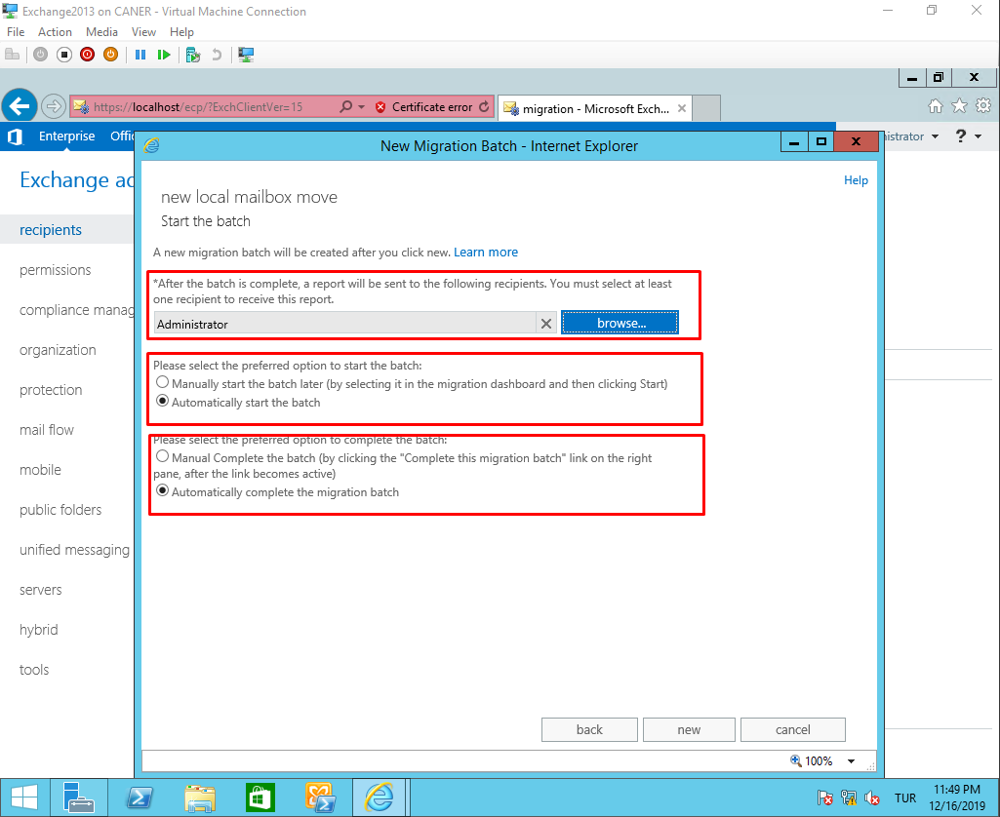 Exchange2013 on CANER - Virtual Machine Connection
File Action Media View Help
https://localhost/ecp/?ExchClientVer=15 Certificate error migration - Microsoft Exch...
Enterprise Offic istrator ?
New Migration Batch - Internet Explorer
Exchange ad
Help
new local mailbox move
Start the batch
recipients
permissions
compliance manag
organization
protection
mail flow
mobile
public folders
unified messaging
servers
hybrid
tools
A new migration batch will be created after you click new. Learn more
*After the batch is complete, a report will be sent to the following recipients. You must select at least
one recipient to receive this report.
Administrator browse...
Please select the preferred option to start the batch:
Manually start the batch later (by selecting it in the migration dashboard and then clicking Start)
Automatically start the batch
Please select the preferred option to complete the batch:
Manual Complete the batch (by clicking the "Complete this migration batch" link on the right
pane, after the link becomes active)
Automatically complete the migration batch
back new cancel
100%
TUR
11:49 PM
12/16/2019